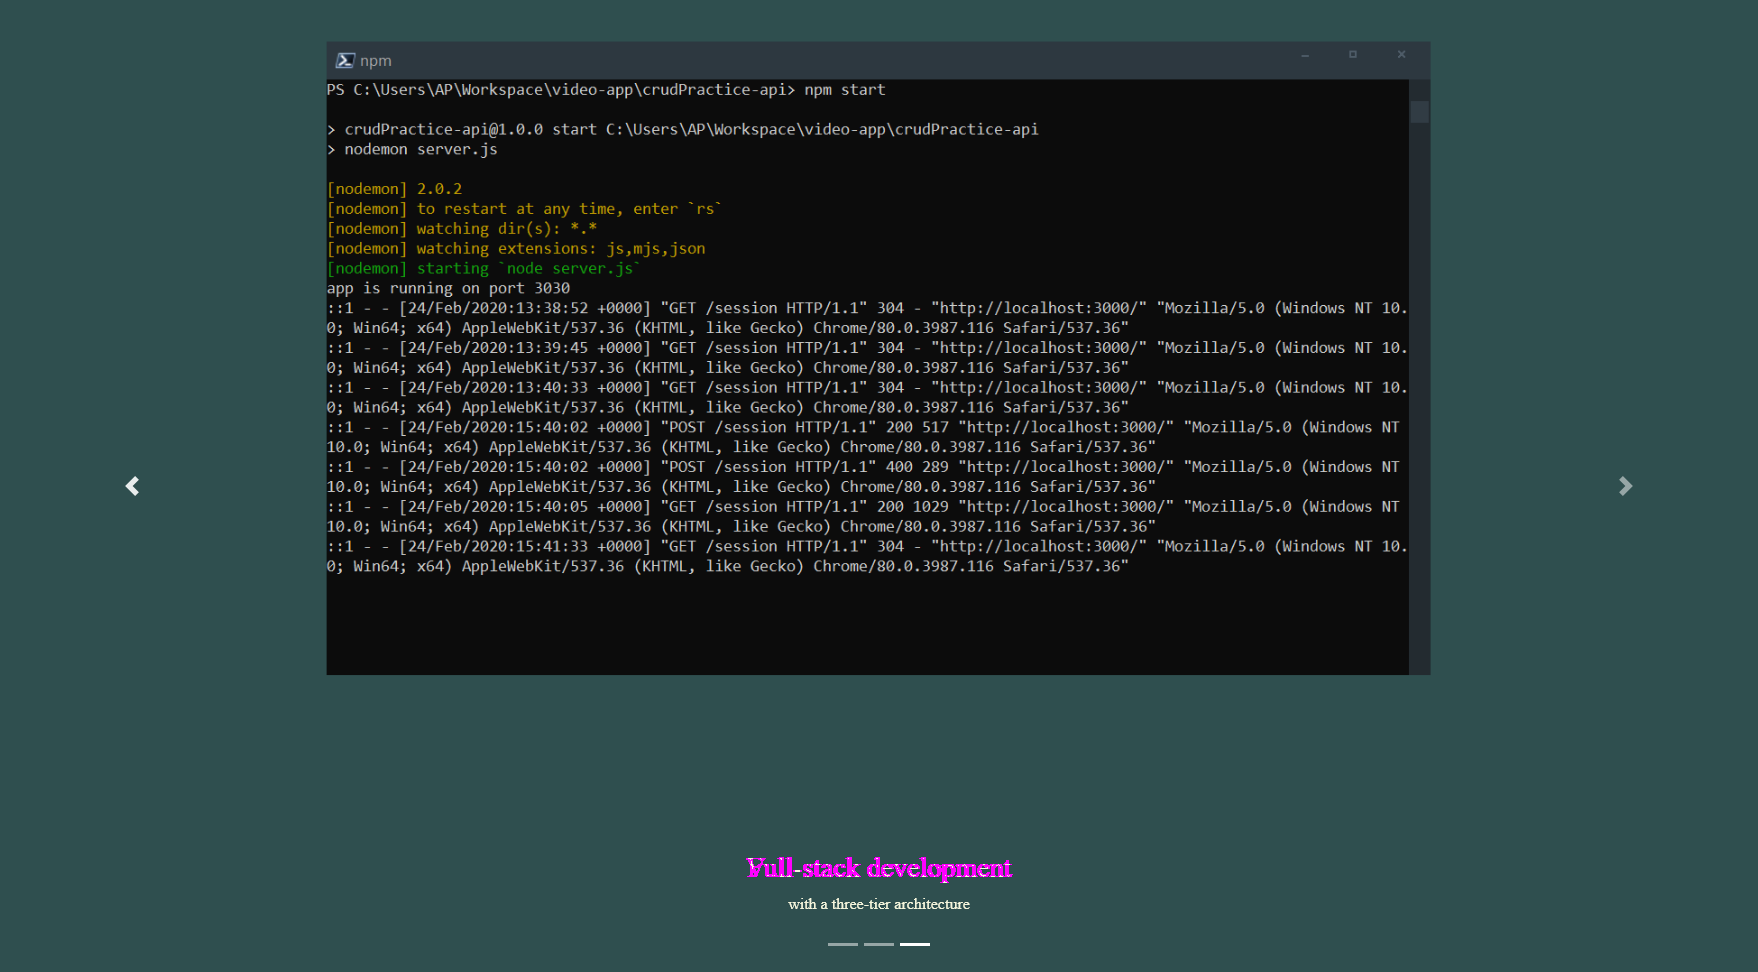 npm
PS C:\Users\AP\Workspace\video-app\crudPractice-api> npm start
> crudPractice-api@1.0.0 start C:\Users\AP\Workspace\video-app\crudPractice-api
> nodemon server.js
[nodemon] 2.0.2
[nodemon] to restart at any time, enter `rs`
[nodemon] watching dir(s): *.*
[nodemon] watching extensions: js,mjs,json
[nodemon] starting `node server.js`
app is running on port 3030
::1 - - [24/Feb/2020:13:38:52 +0000] "GET /session HTTP/1.1" 304 - "http://localhost:3000/" "Mozilla/5.0 (Windows NT 10.
0; Win64; x64) AppleWebKit/537.36 (KHTML, like Gecko) Chrome/80.0.3987.116 Safari/537.36"
::1 - - [24/Feb/2020:13:39:45 +0000] "GET /session HTTP/1.1" 304 - "http://localhost:3000/" "Mozilla/5.0 (Windows NT 10.
0; Win64; x64) AppleWebKit/537.36 (KHTML, like Gecko) Chrome/80.0.3987.116 Safari/537.36"
::1 - - [24/Feb/2020:13:40:33 +0000] "GET /session HTTP/1.1" 304 - "http://localhost:3000/" "Mozilla/5.0 (Windows NT 10.
0; Win64; x64) AppleWebKit/537.36 (KHTML, like Gecko) Chrome/80.0.3987.116 Safari/537.36"
::1 - - [24/Feb/2020:15:40:02 +0000] "POST /session HTTP/1.1" 200 517 "http://localhost:3000/" "Mozilla/5.0 (Windows NT
10.0; Win64; x64) AppleWebKit/537.36 (KHTML, like Gecko) Chrome/80.0.3987.116 Safari/537.36"
::1 - - [24/Feb/2020:15:40:02 +0000] "POST /session HTTP/1.1" 400 289 "http://localhost:3000/" "Mozilla/5.0 (Windows NT
10.0; Win64; x64) AppleWebKit/537.36 (KHTML, like Gecko) Chrome/80.0.3987.116 Safari/537.36"
::1 - - [24/Feb/2020:15:40:05 +0000] "GET /session HTTP/1.1" 200 1029 "http://localhost:3000/" "Mozilla/5.0 (Windows NT
10.0; Win64; x64) AppleWebKit/537.36 (KHTML, like Gecko) Chrome/80.0.3987.116 Safari/537.36"
::1 - - [24/Feb/2020:15:41:33 +0000] "GET /session HTTP/1.1" 304 - "http://localhost:3000/" "Mozilla/5.0 (Windows NT 10.
0; Win64; x64) AppleWebKit/537.36 (KHTML, like Gecko) Chrome/80.0.3987.116 Safari/537.36"
Full-stack development
with a three-tier architecture